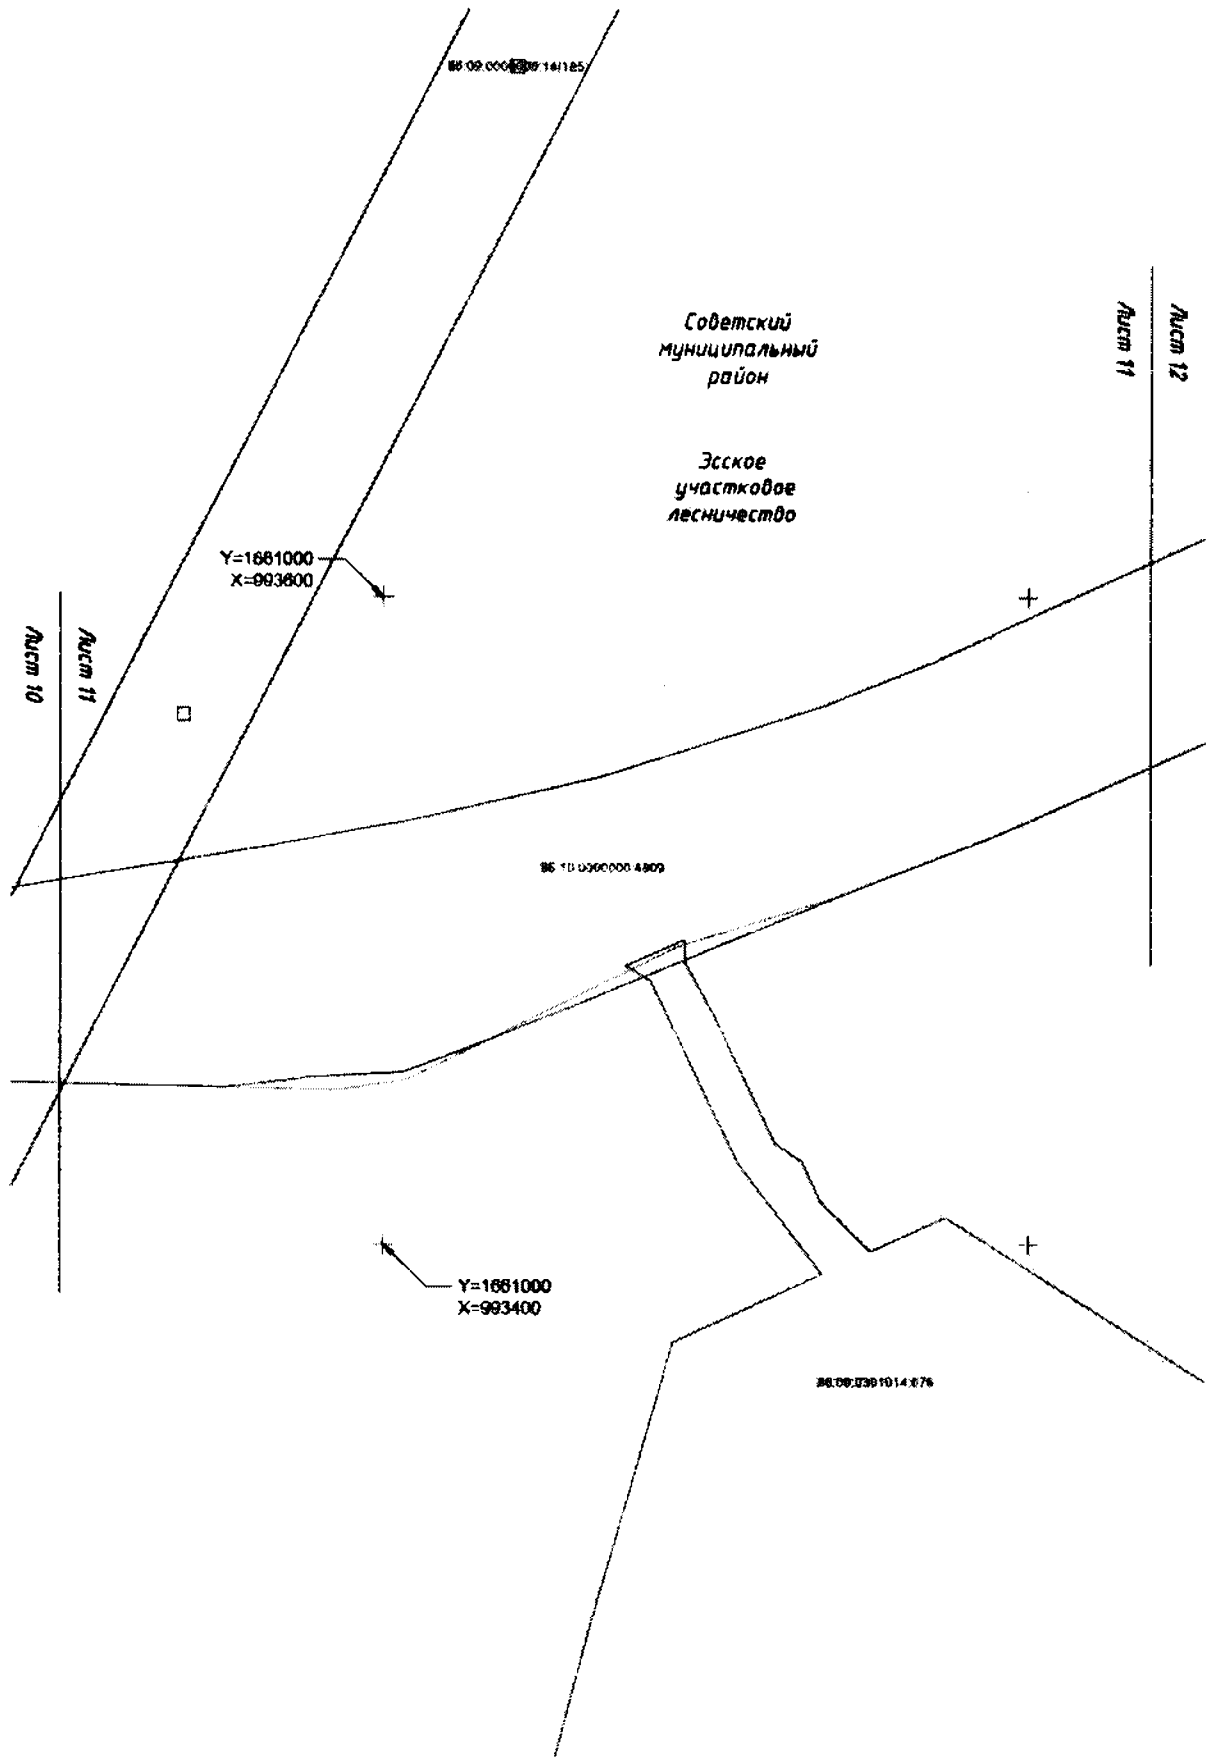 Советский
муниципальный
район
Лист 11
Лист 12
Эсское
участковое
лесничество
Y=1661000
X=993600
Лист 10
Лист 11
Y=1661000
X=993400